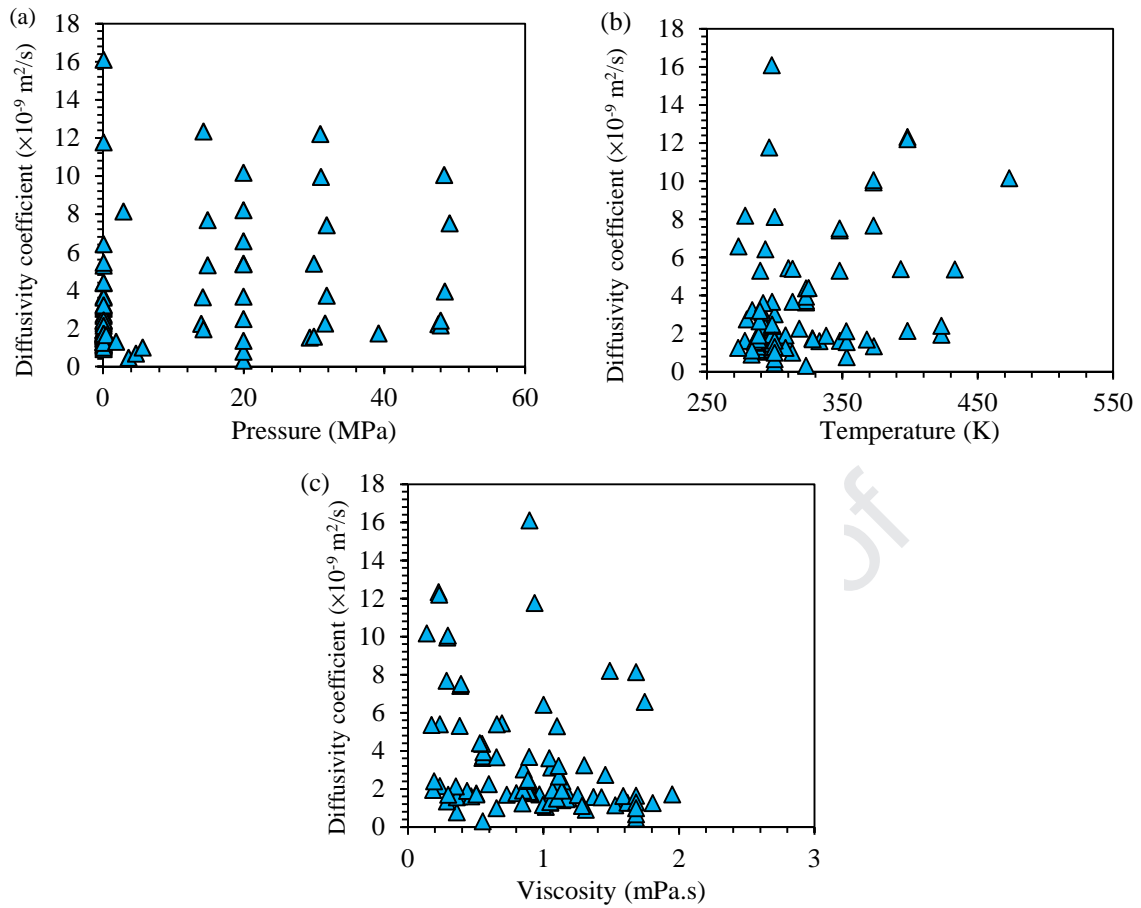 (a)
18
16
14
12
10
8
6
4
2
0
Diffusivity coefficient (×10⁻⁹ m²/s)
0 20 40 60
Pressure (MPa)
(b)
18
16
14
12
10
8
6
4
2
0
Diffusivity coefficient (×10⁻⁹ m²/s)
250 350 450 550
Temperature (K)
(c)
18
16
14
12
10
8
6
4
2
0
Diffusivity coefficient (×10⁻⁹ m²/s)
0 1 2 3
Viscosity (mPa.s)
of